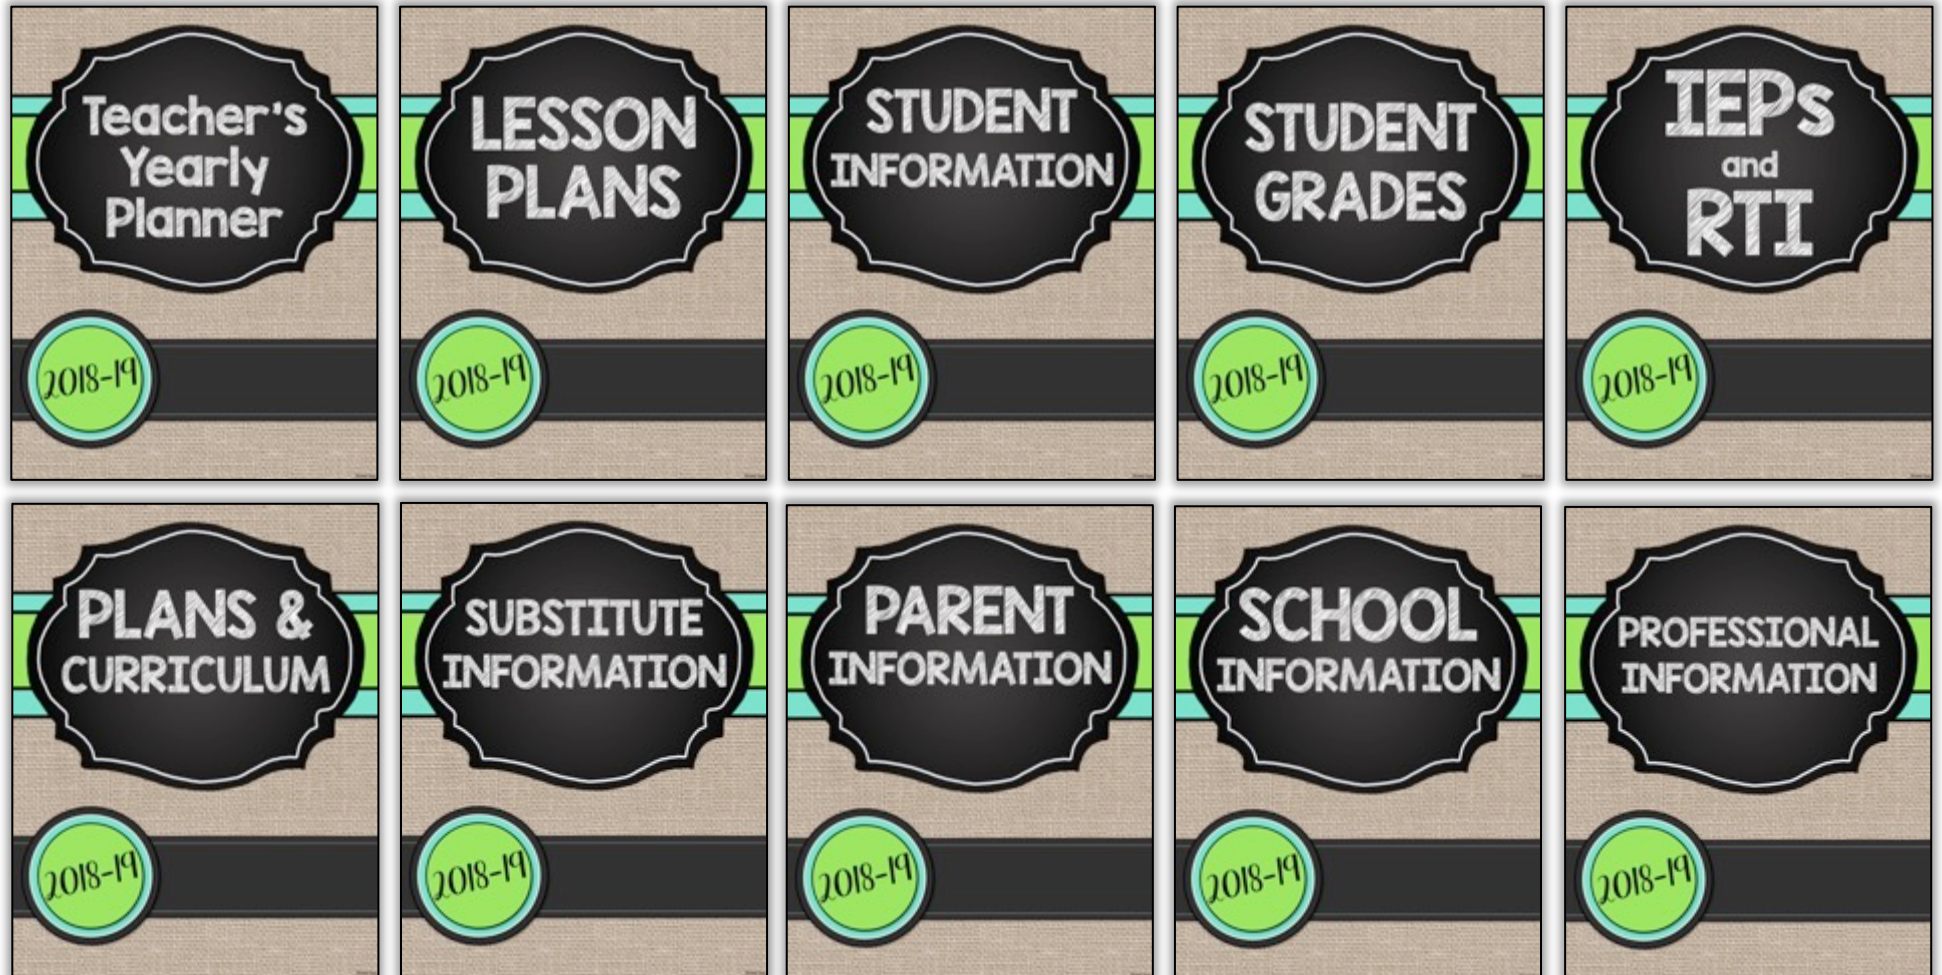 Teacher's
Yearly
Planner
2018-19
LESSON
PLANS
2018-19
STUDENT
INFORMATION
2018-19
STUDENT
GRADES
2018-19
IEPs
and
RTI
2018-19
PLANS &
CURRICULUM
2018-19
SUBSTITUTE
INFORMATION
2018-19
PARENT
INFORMATION
2018-19
SCHOOL
INFORMATION
2018-19
PROFESSIONAL
INFORMATION
2018-19